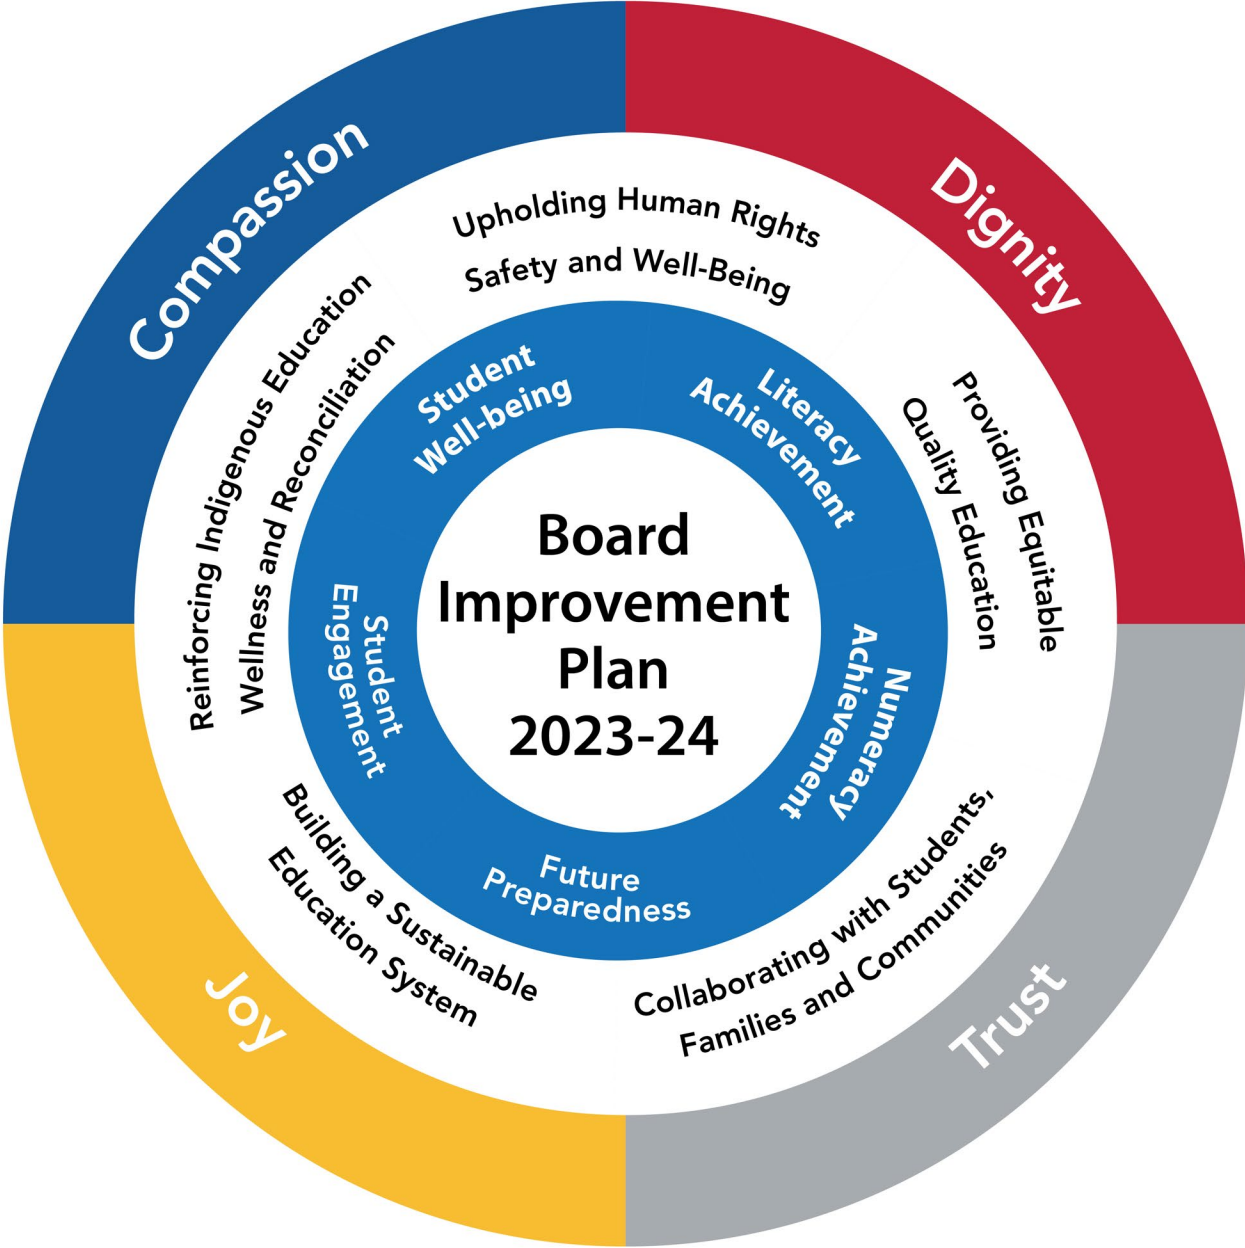 Compassion
Dignity
Trust
Joy
Upholding Human Rights
Safety and Well-Being
Providing Equitable
Quality Education
Collaborating with Students,
Families and Communities
Building a Sustainable
Education System
Reinforcing Indigenous Education
Wellness and Reconciliation
Student
Well-being
Literacy
Achievement
Numeracy
Achievement
Future
Preparedness
Student
Engagement
Board
Improvement
Plan
2023-24